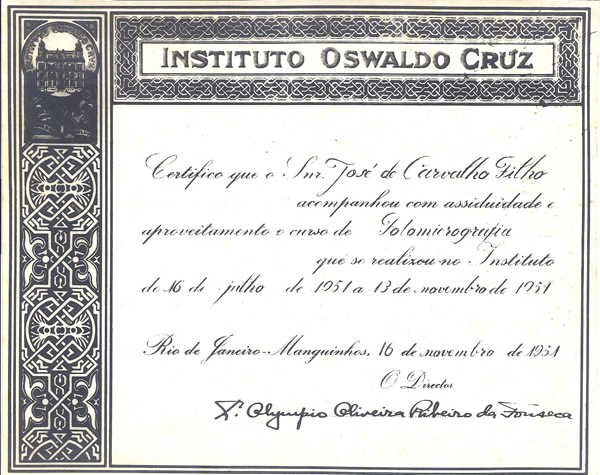 INSTITUTO OSWALDO CRUZ
Certifico que o Snr. José de Carvalho Filho
acompanhou com assiduidade e
aproveitamento o curso de Fotomicrografia
que se realizou no Instituto
de 16 de julho de 1951 a 13 de novembro de 1951
Rio de Janeiro-Manguinhos, 16 de novembro de 1951
O Director
Olympio Oliveira Ribeiro da Fonseca